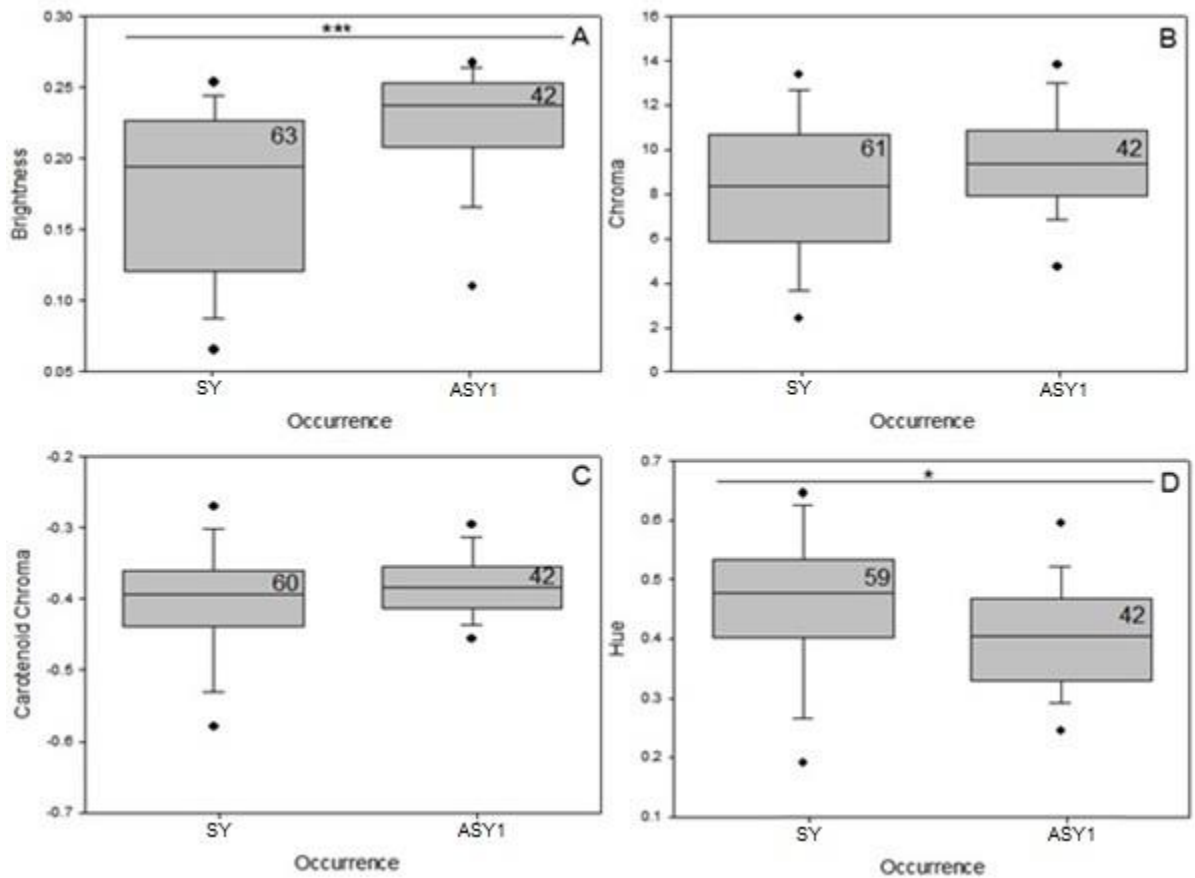 0.30
0.25
0.20
0.15
0.10
0.05
Brightness
***
A
63
42
SY
ASY1
Occurrence
16
14
12
10
8
6
4
2
0
Chroma
B
61
42
SY
ASY1
Occurrence
-0.2
-0.3
-0.4
-0.5
-0.6
-0.7
Carotenoid Chroma
C
60
42
SY
ASY1
Occurrence
0.7
0.6
0.5
0.4
0.3
0.2
0.1
Hue
*
D
59
42
SY
ASY1
Occurrence